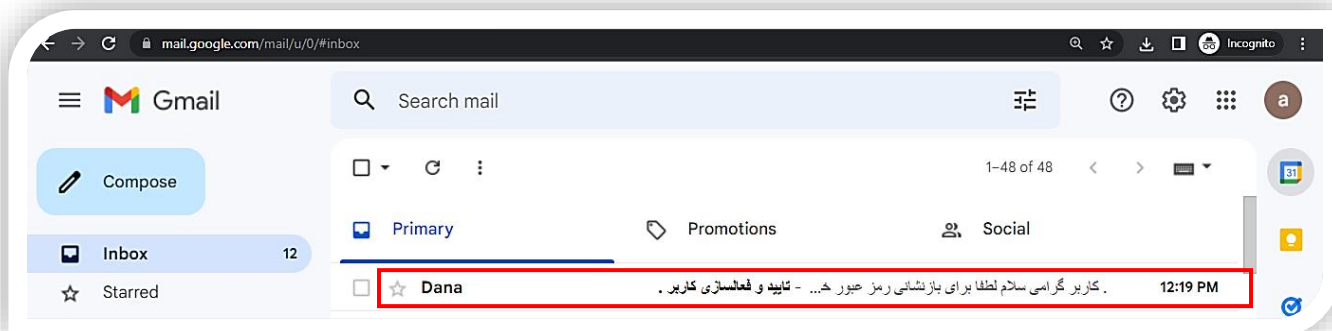 mail.google.com/mail/u/0/#inbox Incognito
Gmail Search mail a
Compose 1–48 of 48 31
Primary Promotions Social
Inbox 12
Dana تایید و فعالسازی کاربر . - . کاربر گرامی سلام لطفا برای بازنشانی رمز عبور خـ... 12:19 PM
Starred